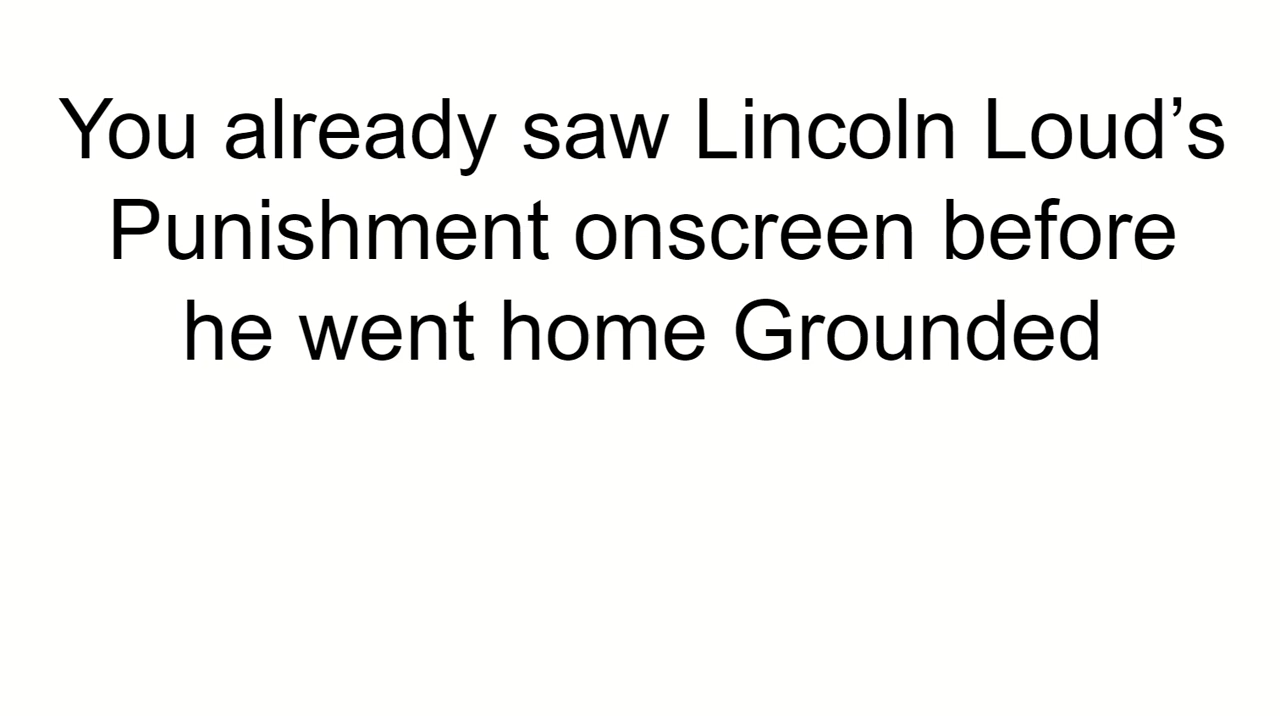 You already saw Lincoln Loud’s
Punishment onscreen before
he went home Grounded